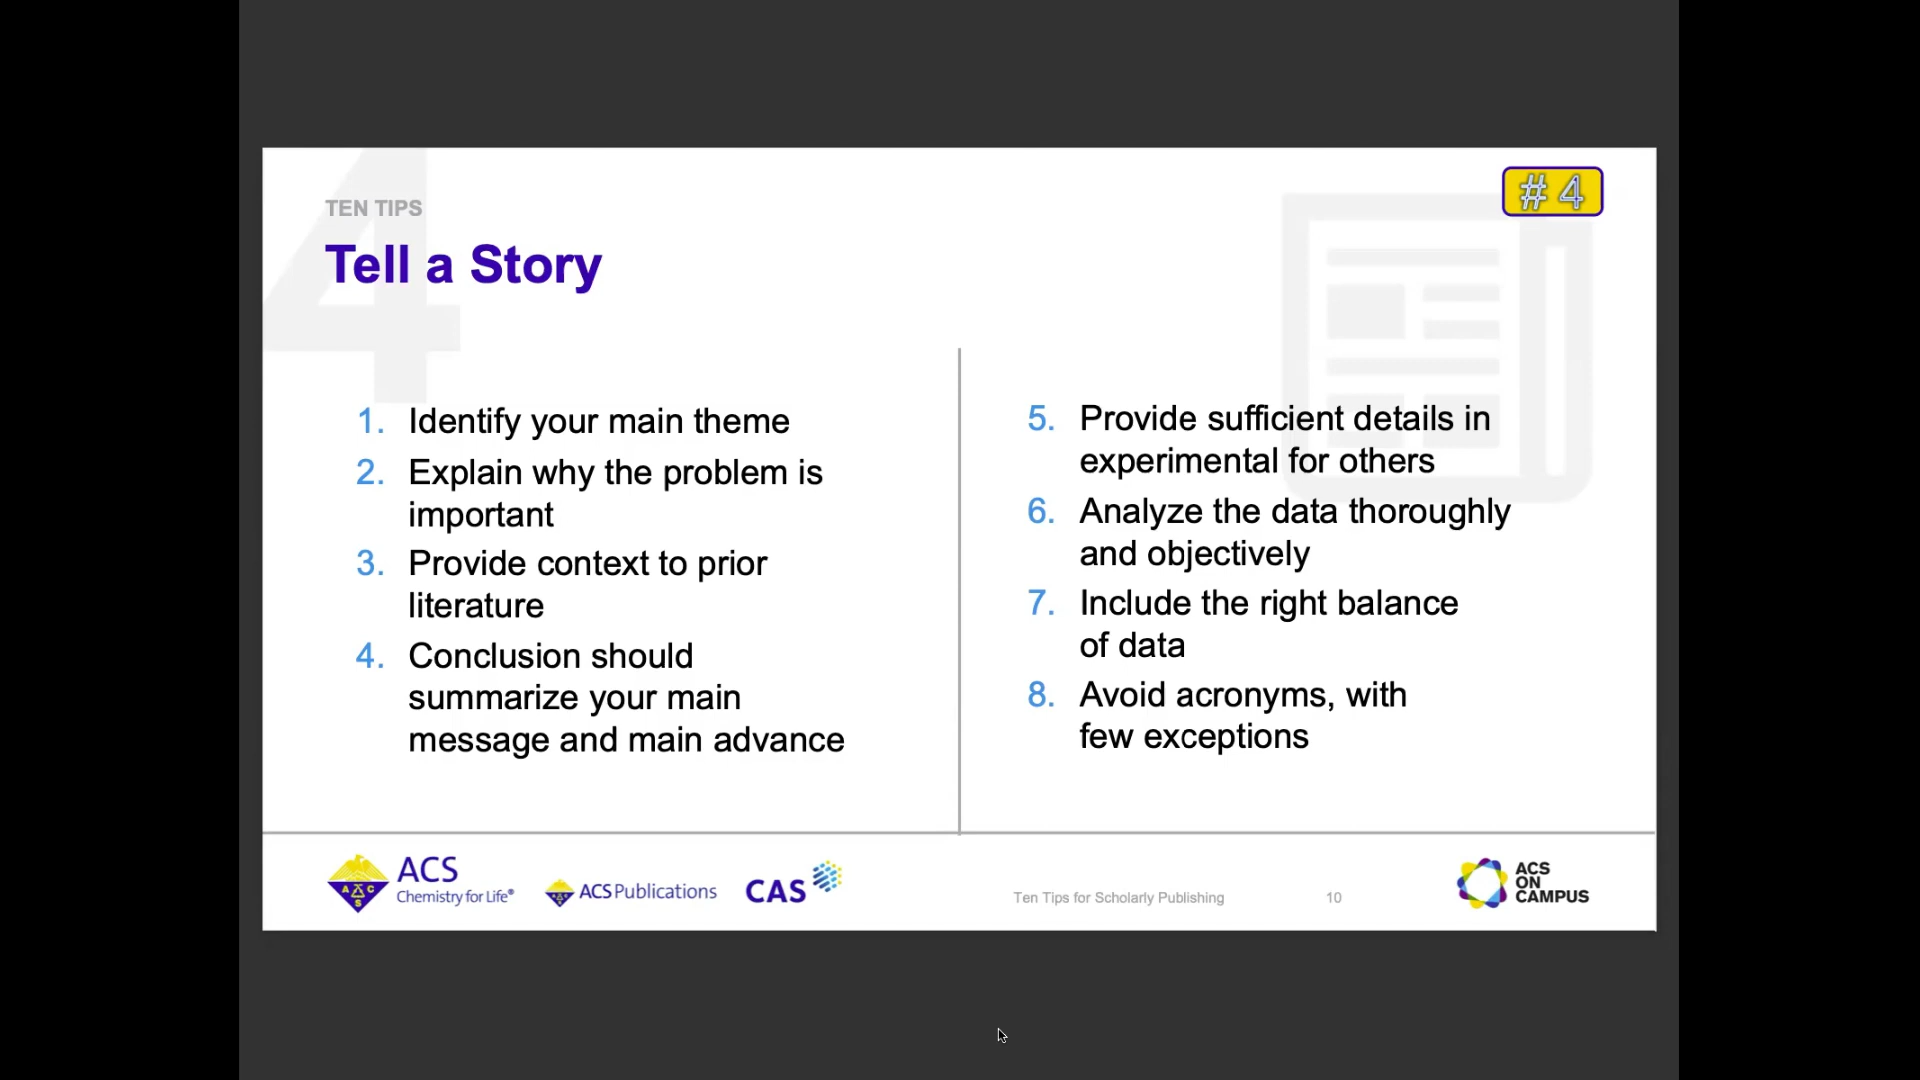 4
TEN TIPS
# 4
Tell a Story
1. Identify your main theme
2. Explain why the problem is
important
3. Provide context to prior
literature
4. Conclusion should
summarize your main
message and main advance
5. Provide sufficient details in
experimental for others
6. Analyze the data thoroughly
and objectively
7. Include the right balance
of data
8. Avoid acronyms, with
few exceptions
A C S
ACS
Chemistry for Life®
ACS Publications
CAS
Ten Tips for Scholarly Publishing
10
ACS
ON
CAMPUS